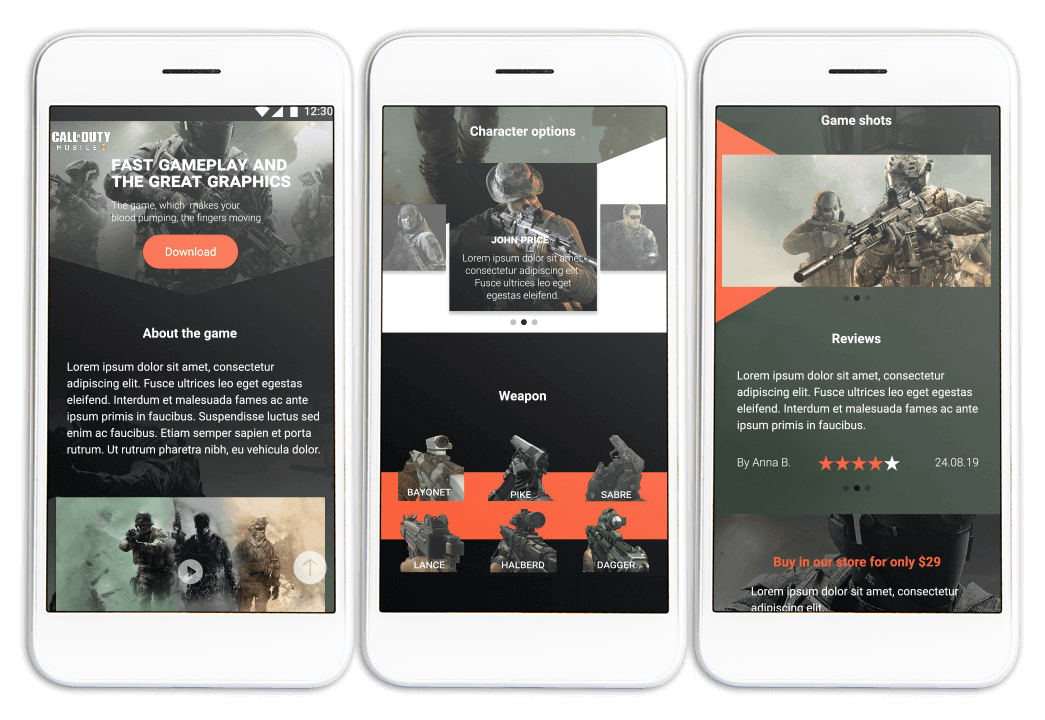 12:30
CALL OF DUTY
MOBILE
FAST GAMEPLAY AND
THE GREAT GRAPHICS
The game, which makes your
blood pumping, the fingers moving
Download
About the game
Lorem ipsum dolor sit amet, consectetur
adipiscing elit. Fusce ultrices leo eget egestas
eleifend. Interdum et malesuada fames ac ante
ipsum primis in faucibus. Suspendisse luctus sed
enim ac faucibus. Etiam semper sapien et porta
rutrum. Ut rutrum pharetra nibh, eu vehicula dolor.
Character options
JOHN PRICE
Lorem ipsum dolor sit amet,
consectetur adipiscing elit.
Fusce ultrices leo eget
egestas eleifend.
Weapon
BAYONET
PIKE
SABRE
LANCE
HALBERD
DAGGER
Game shots
Reviews
Lorem ipsum dolor sit amet, consectetur
adipiscing elit. Fusce ultrices leo eget egestas
eleifend. Interdum et malesuada fames ac ante
ipsum primis in faucibus.
By Anna B.
24.08.19
Buy in our store for only $29
Lorem ipsum dolor sit amet, consectetur
adipiscing elit.